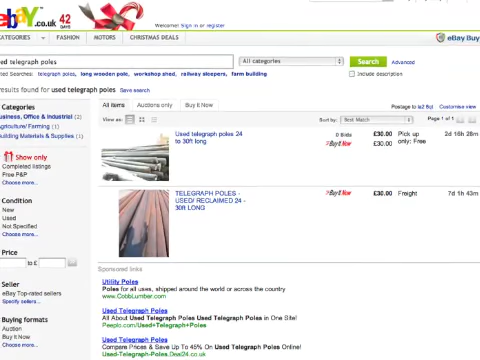 ebay.co.uk 42 DAYS
Welcome! Sign in or register
CATEGORIES FASHION MOTORS CHRISTMAS DEALS eBay Buy
ed telegraph poles All categories Search Advanced
ted Searches: telegraph poles, long wooden pole, workshop shed, railway sleepers, farm building Include description
results found for used telegraph poles Save search
Categories
usiness, Office & Industrial (2)
Agriculture/ Farming (1)
Building Materials & Supplies (1)
Show only
Completed listings
Free P&P
Choose more...
Condition
New
Used
Not Specified
Choose more...
Price
to £
Seller
eBay Top-rated sellers
Specify sellers...
Buying formats
Auction
Buy it Now
Choose more...
All items Auctions only Buy It Now
Postage to Customise view
View as: Sort by: Best Match Page 1 of 1
Used telegraph poles 24 to 30ft long
0 Bids £30.00 Pick up only: Free 2d 16h 28m
Buy It Now £30.00
TELEGRAPH POLES -
USED/ RECLAIMED 24 -
30ft LONG
Buy It Now £30.00 Freight 7d 1h 43m
Sponsored links
Utility Poles
Poles for all uses, shipped around the world or across the country
www.CobbLumber.com
Used Telegraph Poles
All About Used Telegraph Poles Used Telegraph Poles in One Site!
Peeplo.com/Used+Telegraph+Poles
Used Telegraph Poles
Compare Prices & Save Up To 45% On Used Telegraph Poles Online!
Used-Telegraph-Poles.Deal24.co.uk